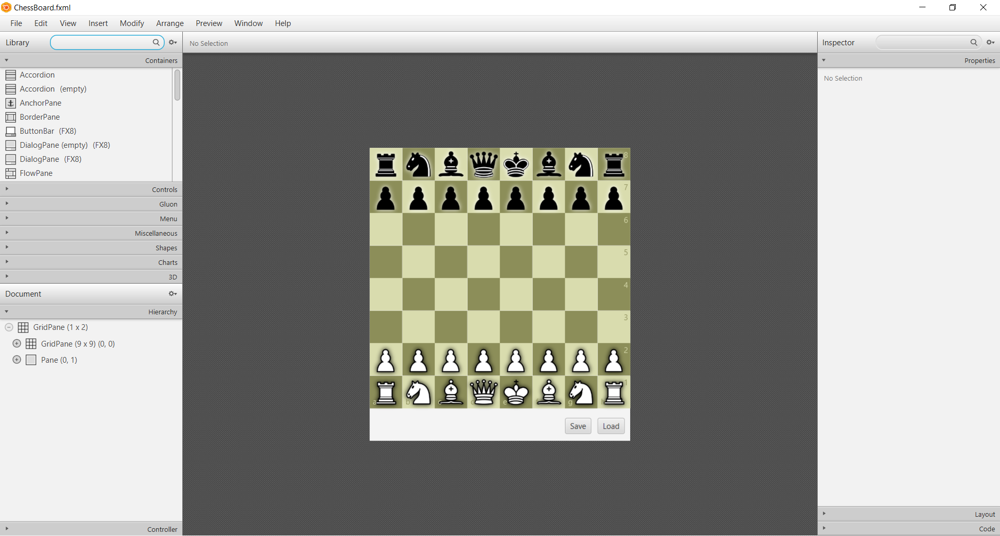 ChessBoard.fxml
File Edit View Insert Modify Arrange Preview Window Help
Library
No Selection
Inspector
Containers
Properties
Accordion
Accordion (empty)
AnchorPane
BorderPane
ButtonBar (FX8)
DialogPane (empty) (FX8)
DialogPane (FX8)
FlowPane
No Selection
Controls
Gluon
Menu
Miscellaneous
Shapes
Charts
3D
Document
Hierarchy
GridPane (1 x 2)
GridPane (9 x 9) (0, 0)
Pane (0, 1)
Controller
8
7
6
5
4
3
2
1
a b c d e g
Save Load
Layout
Code